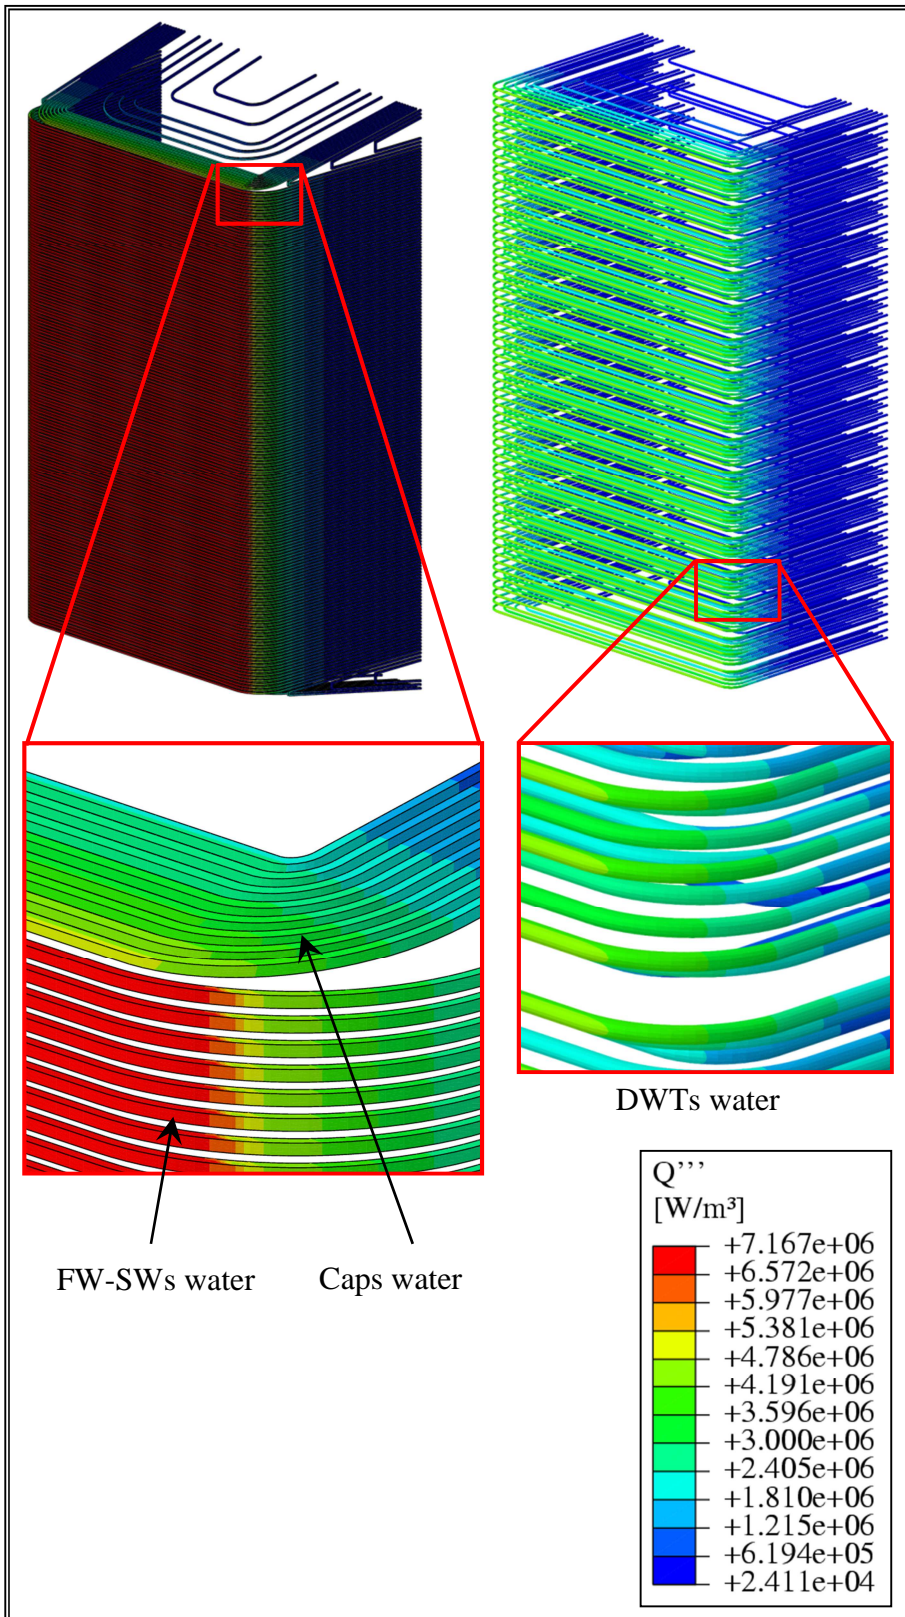 DWTs water
FW-SWs water
Caps water
Q’’’
[W/m³]
+7.167e+06
+6.572e+06
+5.977e+06
+5.381e+06
+4.786e+06
+4.191e+06
+3.596e+06
+3.000e+06
+2.405e+06
+1.810e+06
+1.215e+06
+6.194e+05
+2.411e+04